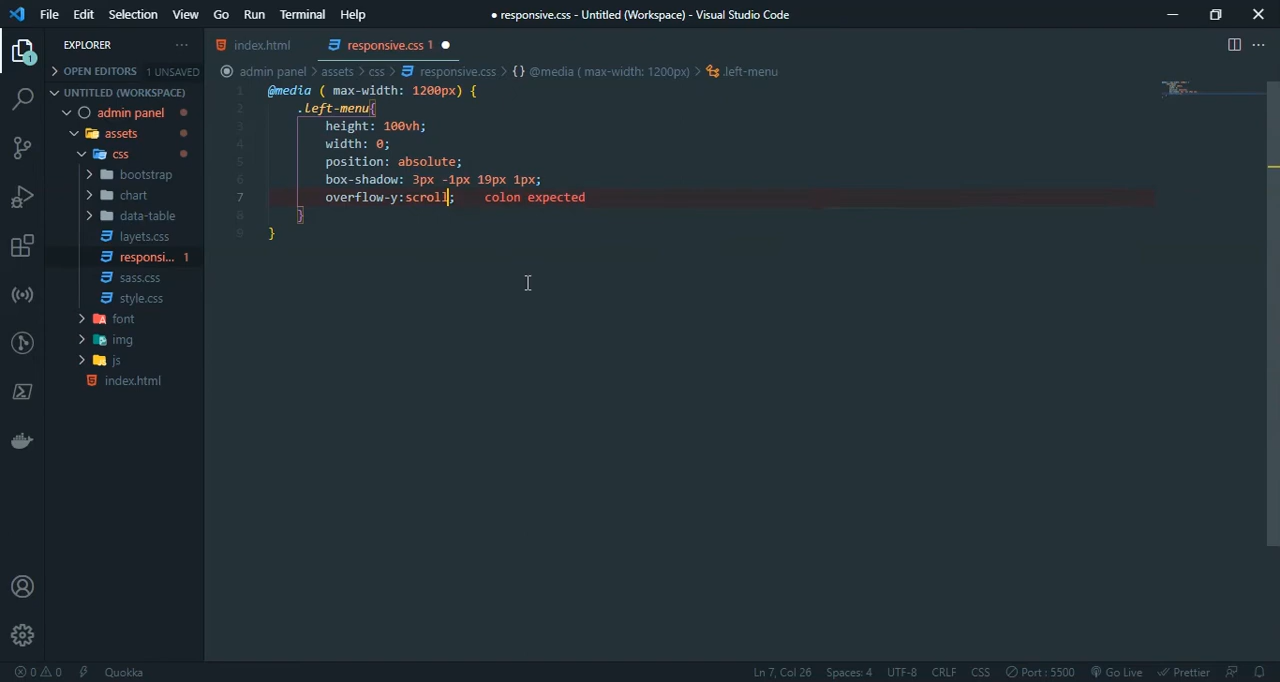 File Edit Selection View Go Run Terminal Help
● responsive.css - Untitled (Workspace) - Visual Studio Code
EXPLORER
OPEN EDITORS 1 UNSAVED
UNTITLED (WORKSPACE)
admin panel
assets
css
bootstrap
chart
data-table
layets.css
responsi... 1
sass.css
style.css
font
img
js
index.html
1
index.html
responsive.css 1
admin panel > assets > css > responsive.css > {} @media ( max-width: 1200px) > .left-menu
1 @media ( max-width: 1200px) {
2 .left-menu{
3 height: 100vh;
4 width: 0;
5 position: absolute;
6 box-shadow: 3px -1px 19px 1px;
7 overflow-y:scroll; colon expected
8 }
9 }
0 0 Quokka Ln 7, Col 26 Spaces: 4 UTF-8 CRLF CSS Port : 5500 Go Live Prettier